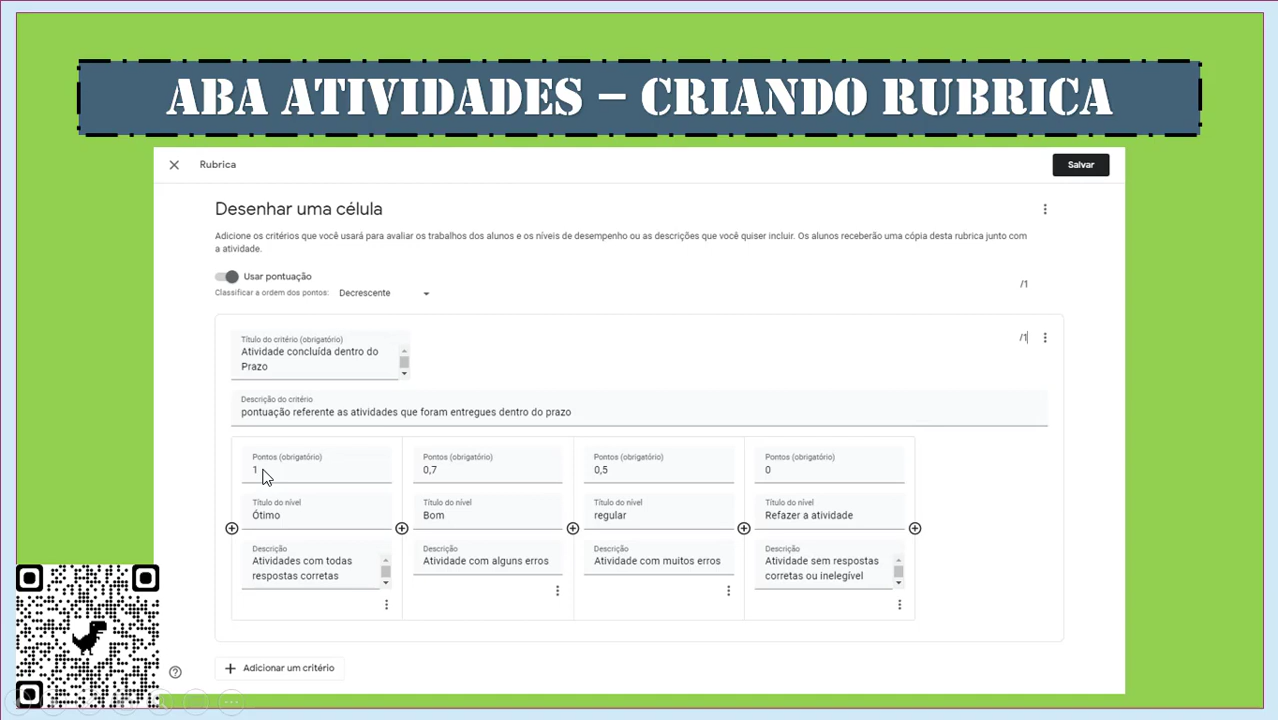 ABA ATIVIDADES – CRIANDO RUBRICA
Rubrica
Salvar
Desenhar uma célula
Adicione os critérios que você usará para avaliar os trabalhos dos alunos e os níveis de desempenho ou as descrições que você quiser incluir. Os alunos receberão uma cópia desta rubrica junto com
a atividade.
Usar pontuação
/1
Classificar a ordem dos pontos: Decrescente
Título do critério (obrigatório)
/1
Atividade concluída dentro do
Prazo
Descrição do critério
pontuação referente as atividades que foram entregues dentro do prazo
Pontos (obrigatório) Pontos (obrigatório) Pontos (obrigatório) Pontos (obrigatório)
1 0,7 0,5 0
Título do nível Título do nível Título do nível Título do nível
Ótimo Bom regular Refazer a atividade
Descrição Descrição Descrição Descrição
Atividades com todas Atividade com alguns erros Atividade com muitos erros Atividade sem respostas
respostas corretas corretas ou inelegível
Adicionar um critério